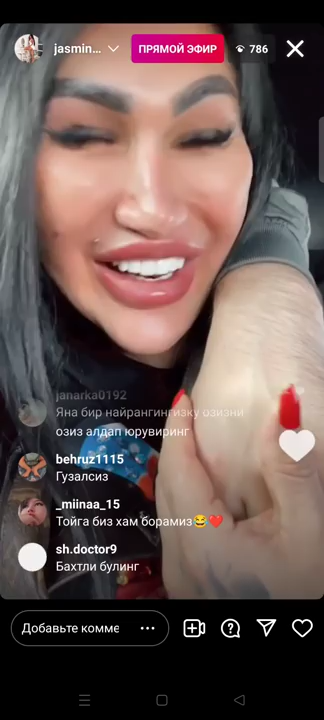 jasmin...
ПРЯМОЙ ЭФИР
786
janarka0192
Яна бир найрангингизку озизни
озиз алдап юрувиринг
behruz1115
Гузалсиз
_miinaa_15
Тойга биз хам борамиз😂❤️
sh.doctor9
Бахтли булинг
Добавьте комме